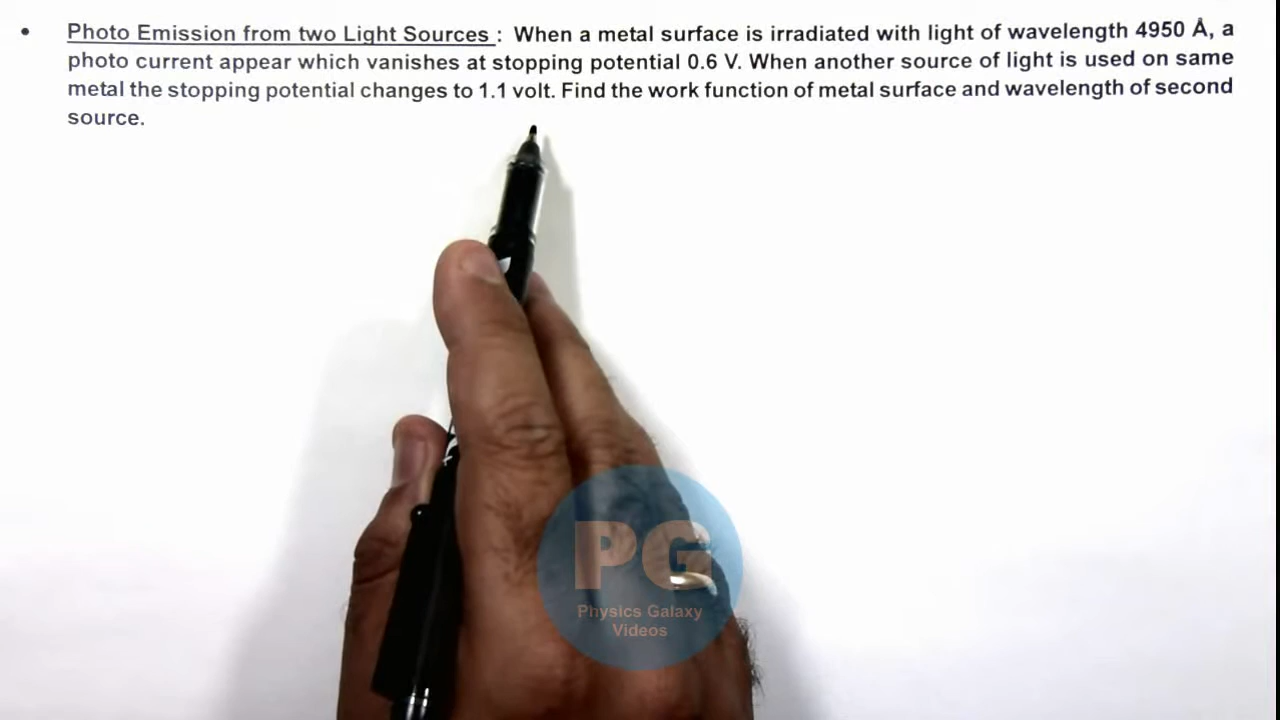 • Photo Emission from two Light Sources : When a metal surface is irradiated with light of wavelength 4950 Å, a
photo current appear which vanishes at stopping potential 0.6 V. When another source of light is used on same
metal the stopping potential changes to 1.1 volt. Find the work function of metal surface and wavelength of second
source.
PG
Physics Galaxy
Videos